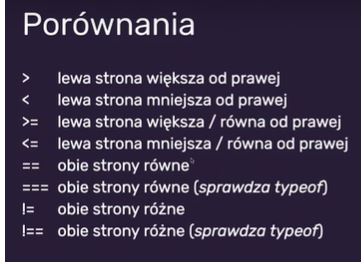 Porównania
> lewa strona większa od prawej
< lewa strona mniejsza od prawej
>= lewa strona większa / równa od prawej
<= lewa strona mniejsza / równa od prawej
== obie strony równe
=== obie strony równe (sprawdza typeof)
!= obie strony różne
!== obie strony różne (sprawdza typeof)